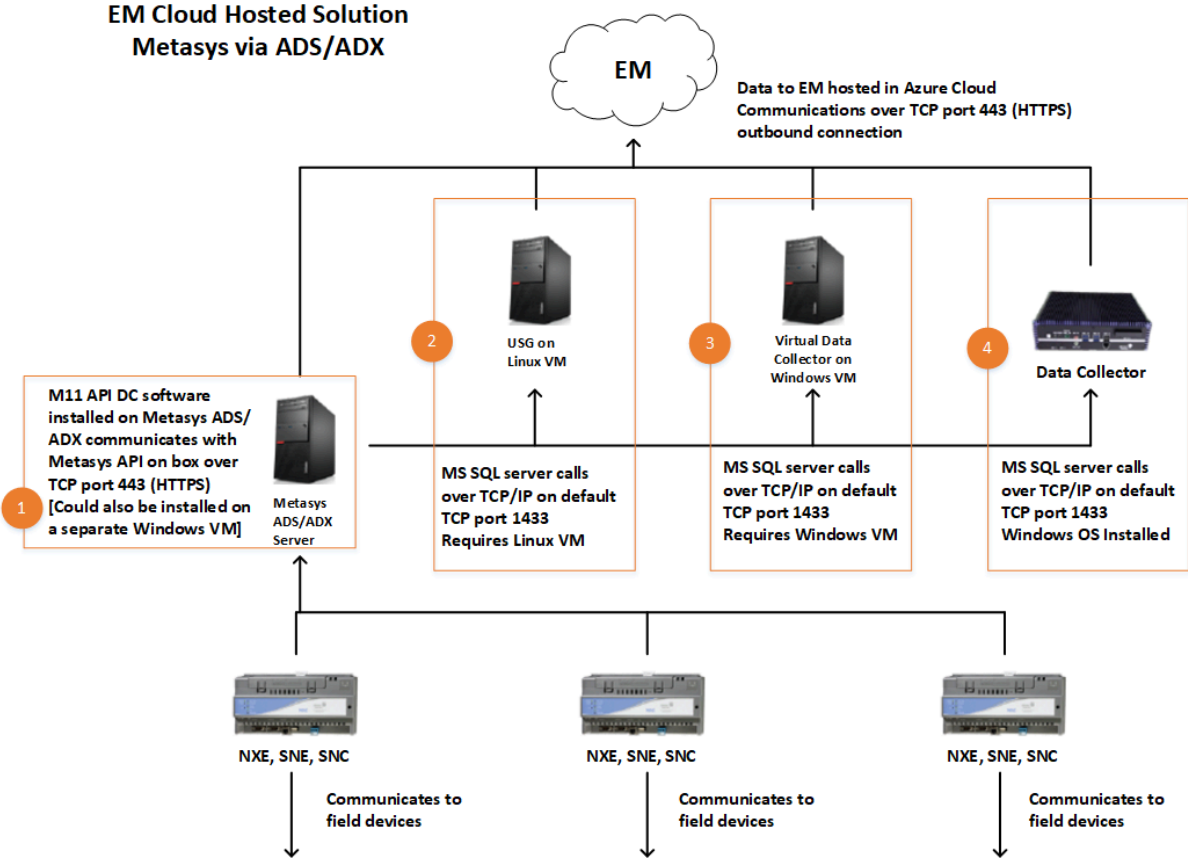 EM Cloud Hosted Solution
Metasys via ADS/ADX
EM
Data to EM hosted in Azure Cloud
Communications over TCP port 443 (HTTPS)
outbound connection
2
USG on
Linux VM
3
Virtual Data
Collector on
Windows VM
4
Data Collector
1
M11 API DC software
installed on Metasys ADS/
ADX communicates with
Metasys API on box over
TCP port 443 (HTTPS)
[Could also be installed on
a separate Windows VM]
Metasys
ADS/ADX
Server
MS SQL server calls
over TCP/IP on default
TCP port 1433
Requires Linux VM
MS SQL server calls
over TCP/IP on default
TCP port 1433
Requires Windows VM
MS SQL server calls
over TCP/IP on default
TCP port 1433
Windows OS Installed
NXE, SNE, SNC
NXE, SNE, SNC
NXE, SNE, SNC
Communicates to
field devices
Communicates to
field devices
Communicates to
field devices